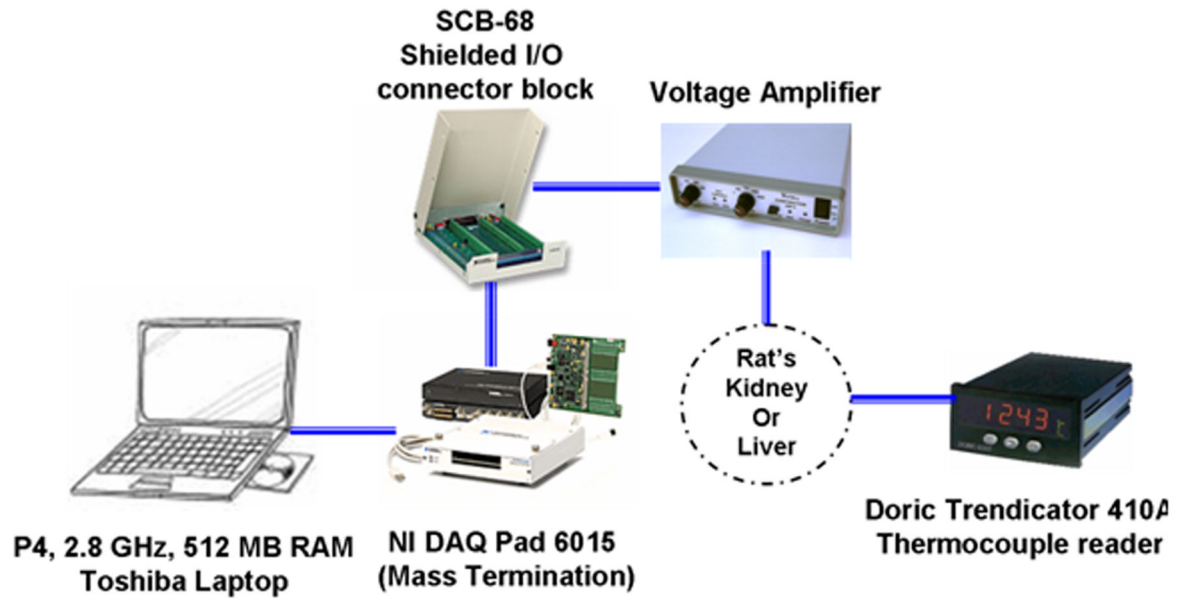 SCB-68
Shielded I/O
connector block
Voltage Amplifier
Rat's
Kidney
Or
Liver
1243
P4, 2.8 GHz, 512 MB RAM
Toshiba Laptop
NI DAQ Pad 6015
(Mass Termination)
Doric Trendicator 410A
Thermocouple reader